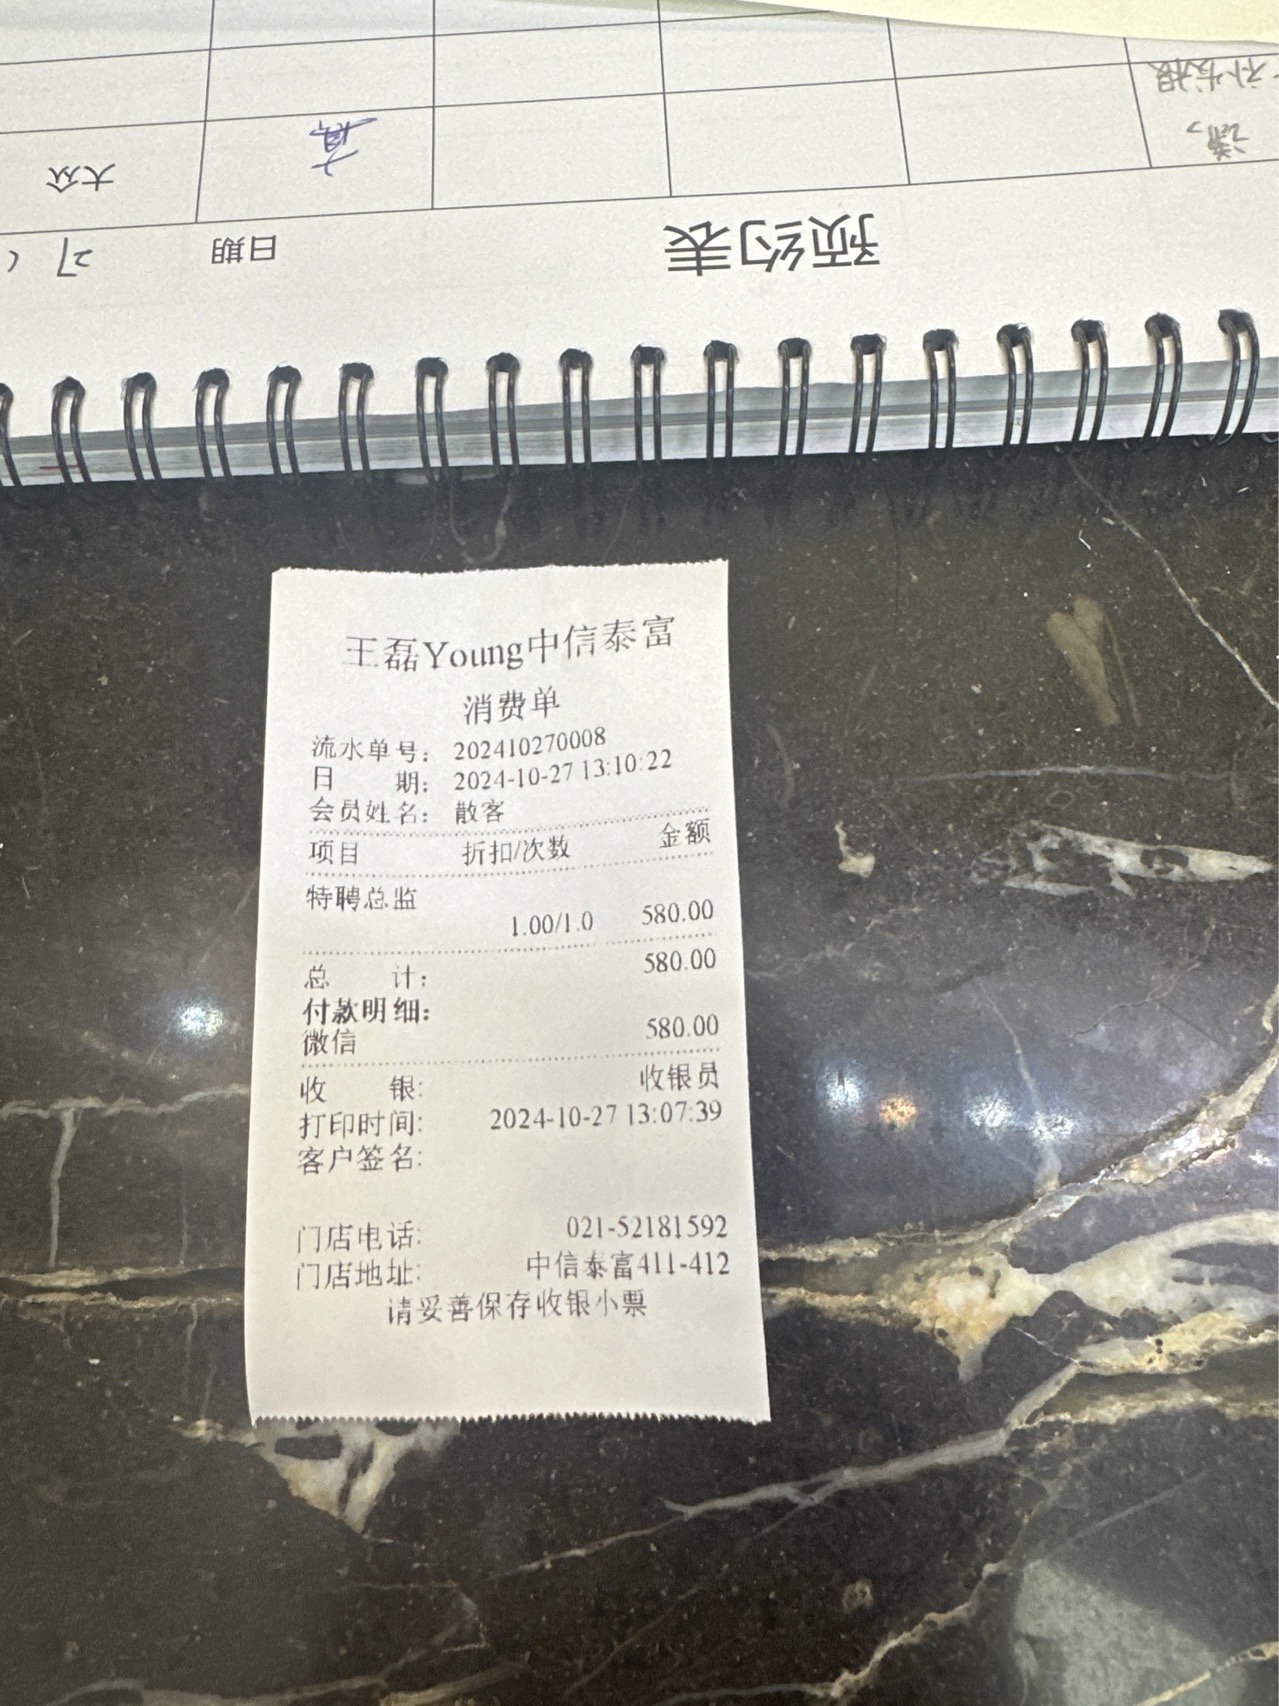 补发根
大众
27
日期
预约表
王磊Young中信泰富
消费单
流水单号： 202410270008
日 期： 2024-10-27 13:10:22
会员姓名： 散客
项目 折扣/次数 金额
特聘总监
1.00/1.0 580.00
总 计： 580.00
付款明细：
微信 580.00
收 银: 收银员
打印时间: 2024-10-27 13:07:39
客户签名:
门店电话: 021-52181592
门店地址: 中信泰富411-412
请妥善保存收银小票